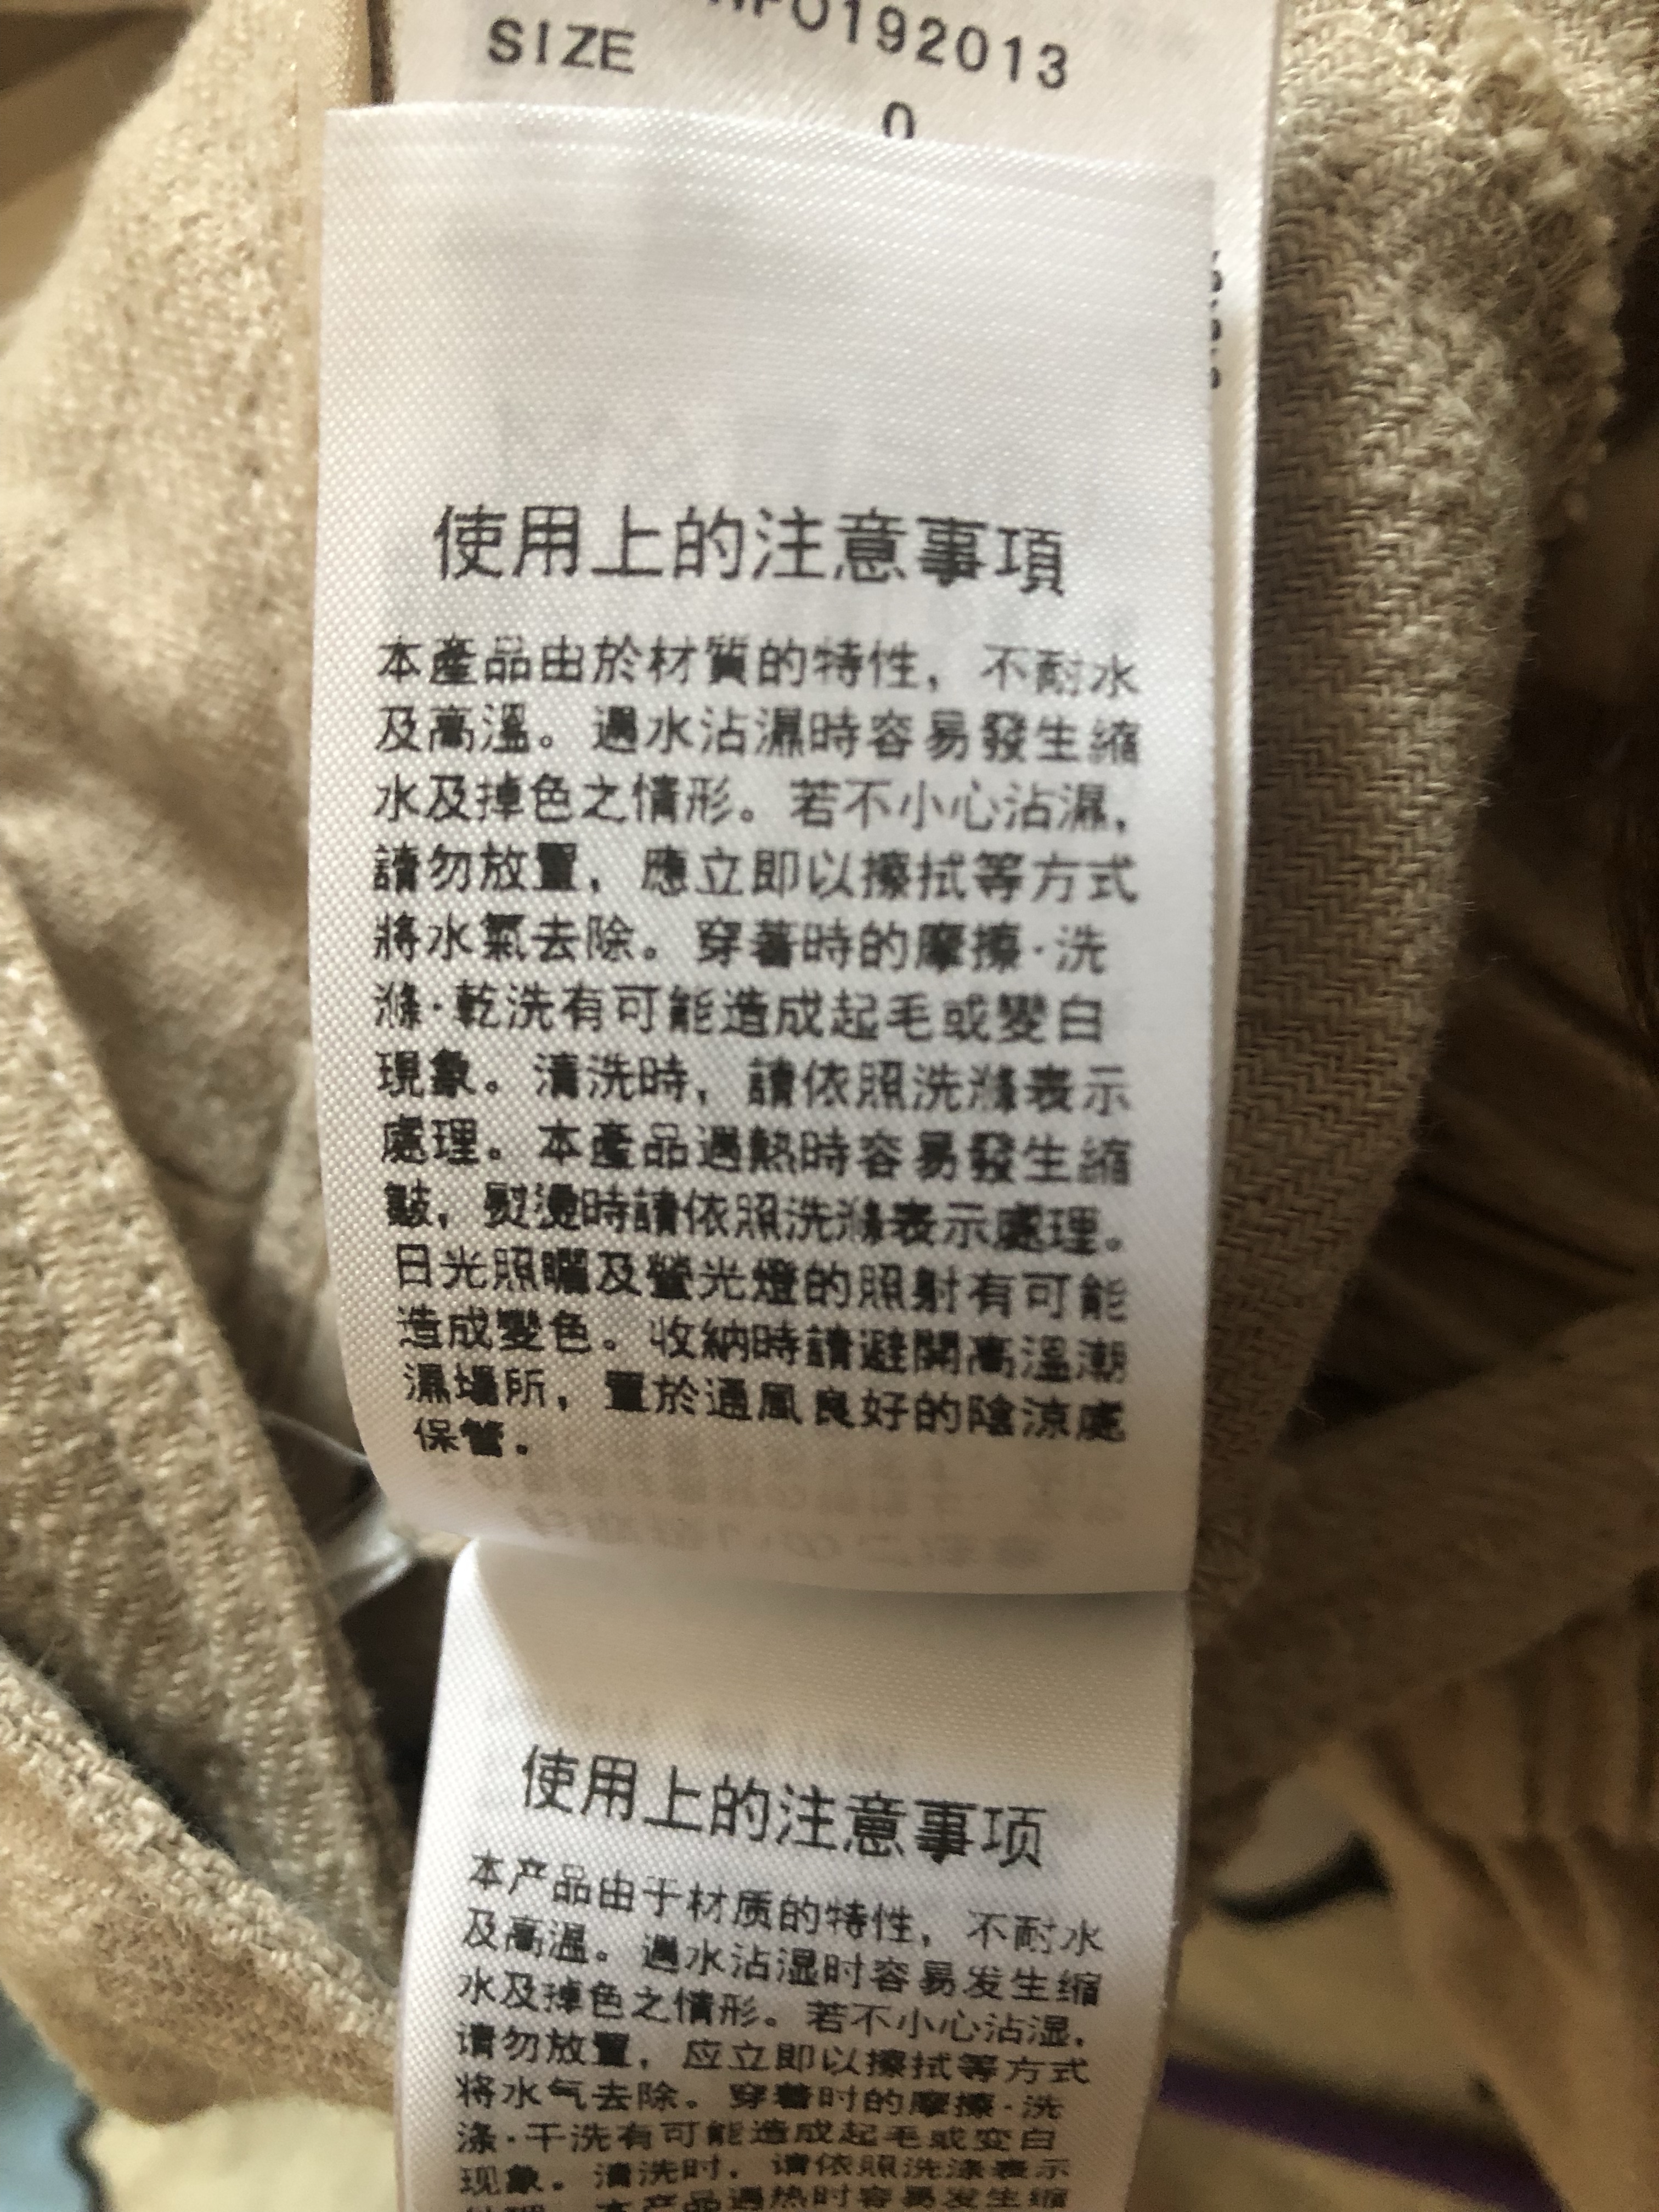 SIZE
0192013
0
使用上的注意事項
本產品由於材質的特性，不耐水
及高溫。遇水沾濕時容易發生縮
水及掉色之情形。若不小心沾濕，
請勿放置，應立即以擦拭等方式
將水氣去除。穿著時的摩擦·洗
滌·乾洗有可能造成起毛或變白
現象。清洗時，請依照洗滌表示
處理。本產品遇熱時容易發生縮
皺，熨燙時請依照洗滌表示處理。
日光照曬及螢光燈的照射有可能
造成變色。收納時請避開高溫潮
濕場所，置於通風良好的陰涼處
保管。
使用上的注意事项
本产品由于材质的特性，不耐水
及高温。遇水沾湿时容易发生缩
水及掉色之情形。若不小心沾湿，
请勿放置，应立即以擦拭等方式
将水气去除。穿着时的摩擦·洗
涤·干洗有可能造成起毛或变白
现象。清洗时，请依照洗涤表示
本产品遇热时容易发生缩